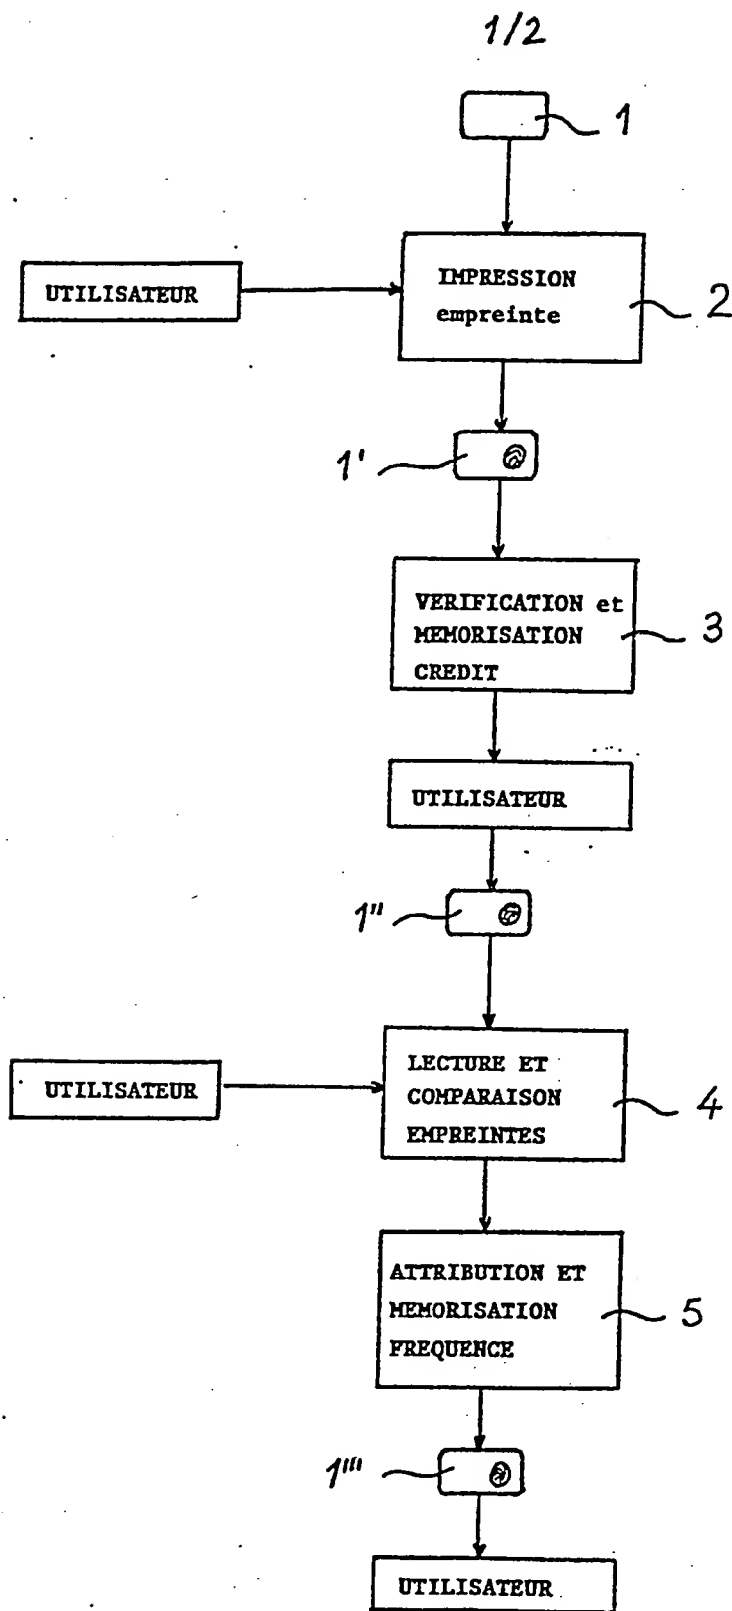 1/2
1
UTILISATEUR
IMPRESSION
empreinte
2
1'
VERIFICATION et
MEMORISATION
CREDIT
3
UTILISATEUR
1"
UTILISATEUR
LECTURE ET
COMPARAISON
EMPREINTES
4
ATTRIBUTION ET
MEMORISATION
FREQUENCE
5
1'''
UTILISATEUR